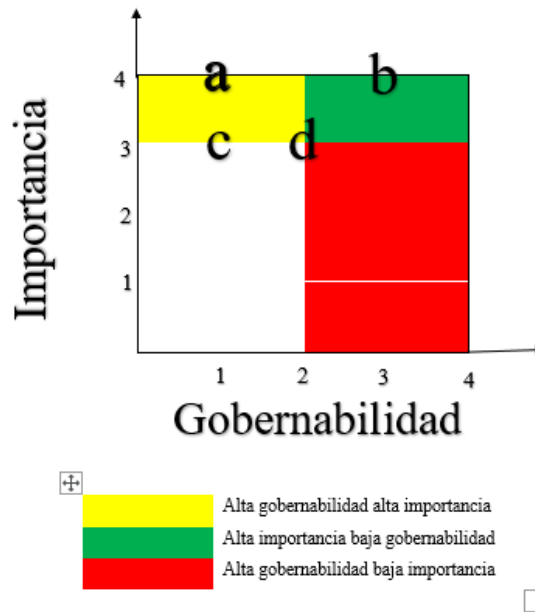 a
b
4
c
d
3
2
1
Importancia
1
2
3
4
Gobernabilidad
Alta gobernabilidad alta importancia
Alta importancia baja gobernabilidad
Alta gobernabilidad baja importancia